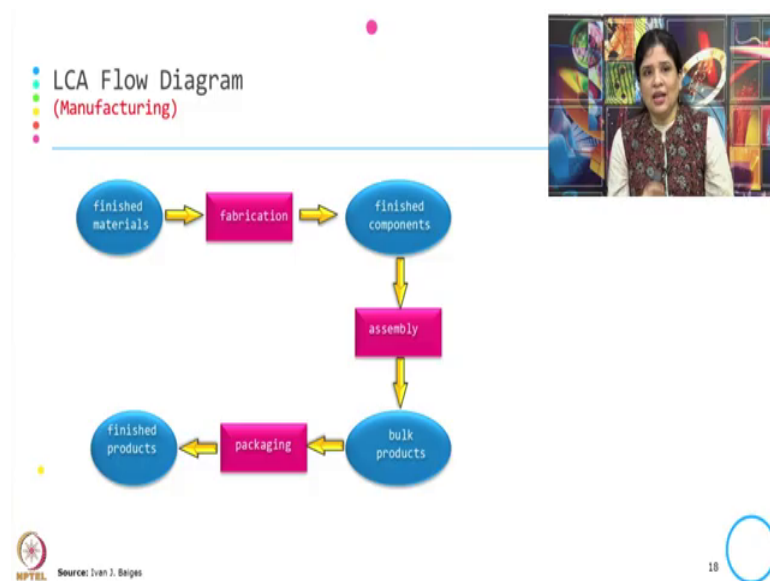 LCA Flow Diagram
(Manufacturing)
finished
materials
fabrication
finished
components
assembly
finished
products
packaging
bulk
products
NPTEL
Source: Ivan J. Baiges
18